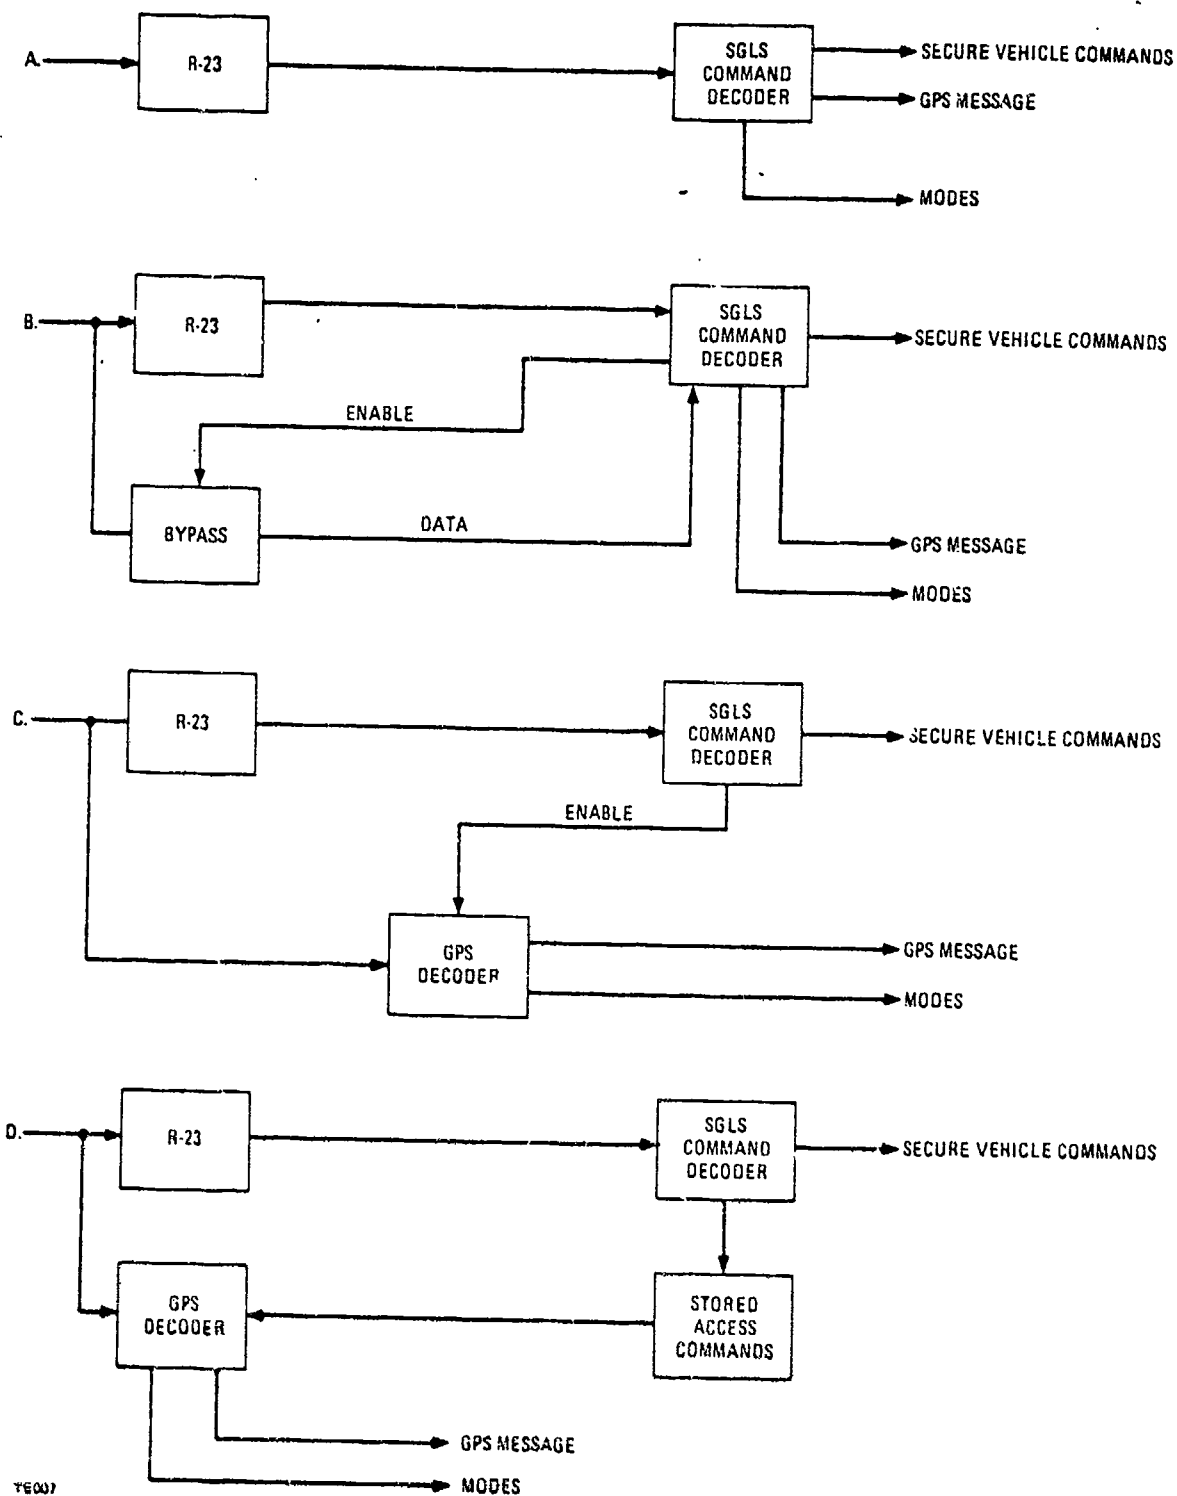 A.
R-23
SGLS
COMMAND
DECODER
SECURE VEHICLE COMMANDS
GPS MESSAGE
MODES
B.
R-23
SGLS
COMMAND
DECODER
SECURE VEHICLE COMMANDS
ENABLE
BYPASS
DATA
GPS MESSAGE
MODES
C.
R-23
SGLS
COMMAND
DECODER
SECURE VEHICLE COMMANDS
ENABLE
GPS
DECODER
GPS MESSAGE
MODES
D.
R-23
SGLS
COMMAND
DECODER
SECURE VEHICLE COMMANDS
GPS
DECODER
STORED
ACCESS
COMMANDS
GPS MESSAGE
MODES